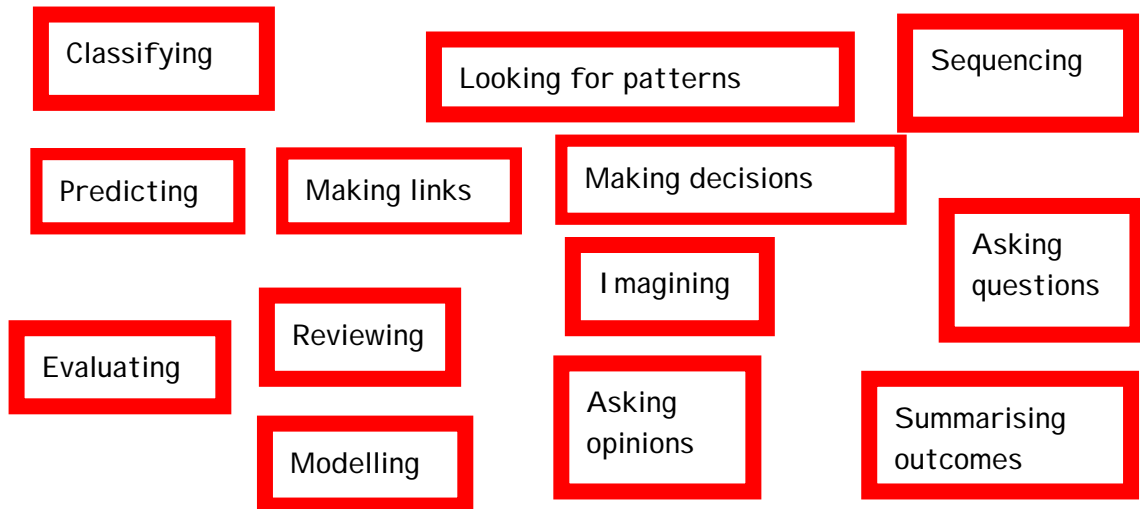 Classifying
Looking for patterns
Sequencing
Predicting
Making links
Making decisions
Asking
questions
Imagining
Reviewing
Evaluating
Asking
opinions
Summarising
outcomes
Modelling